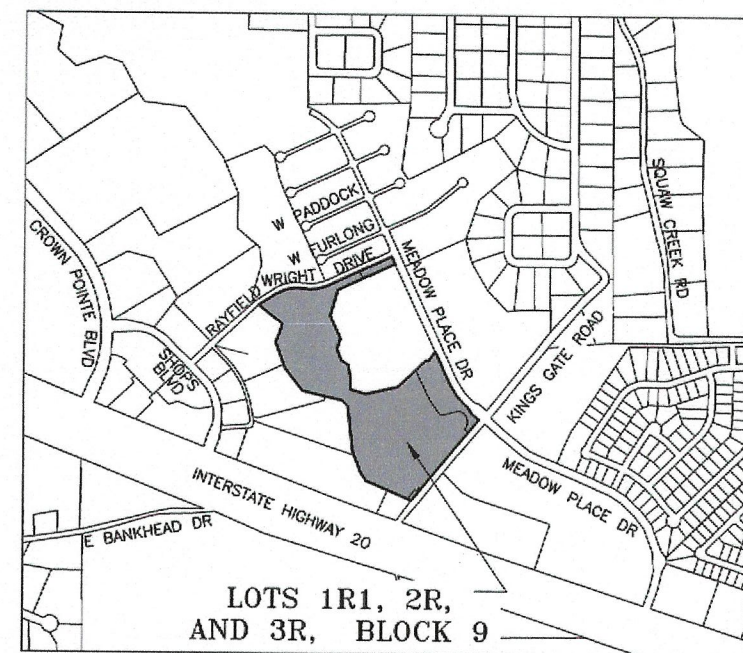 SQUAW CREEK RD
W PADDOCK
W FURLONG
CROWN POINTE BLVD
RAYFIELD WRIGHT DRIVE
MEADOW PLACE DR
KINGS GATE ROAD
SHOPS
BLVD
MEADOW PLACE DR
INTERSTATE HIGHWAY 20
E BANKHEAD DR
LOTS 1R1, 2R,
AND 3R, BLOCK 9